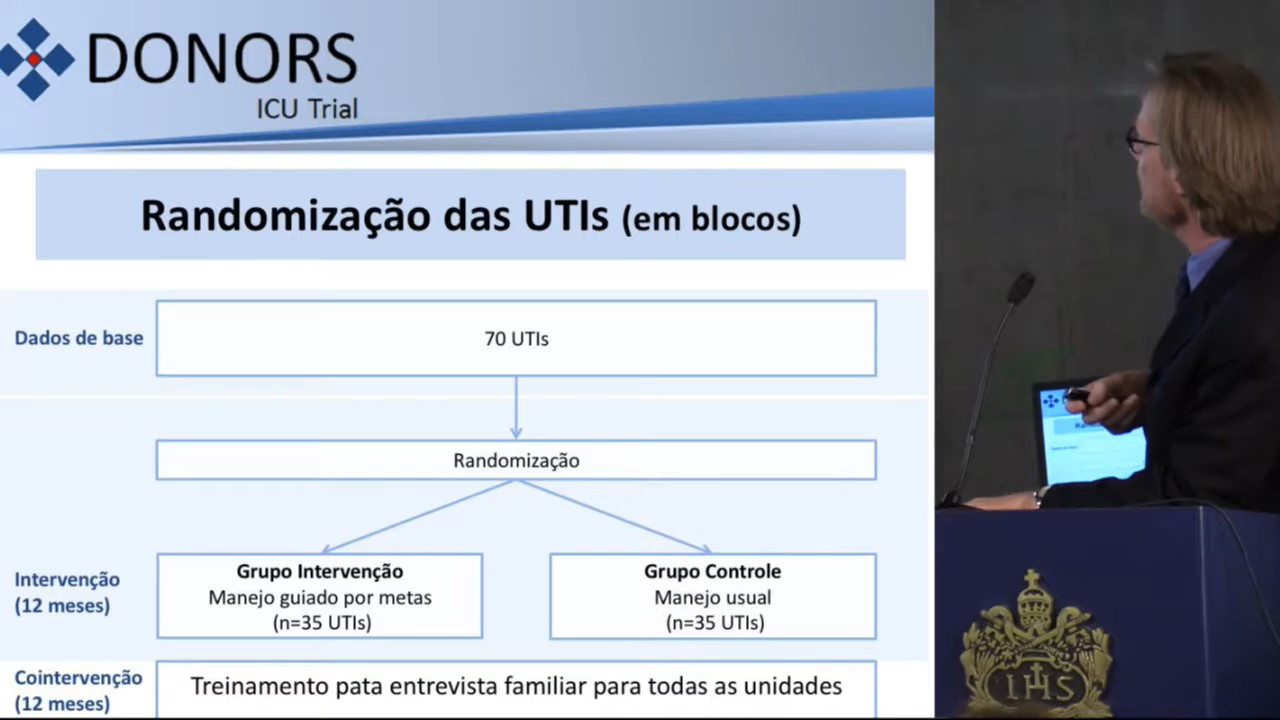 DONORS
ICU Trial
Randomização das UTIs (em blocos)
Dados de base
70 UTIs
Randomização
Intervenção
(12 meses)
Grupo Intervenção
Manejo guiado por metas
(n=35 UTIs)
Grupo Controle
Manejo usual
(n=35 UTIs)
Cointervenção
(12 meses)
Treinamento pata entrevista familiar para todas as unidades
IHS